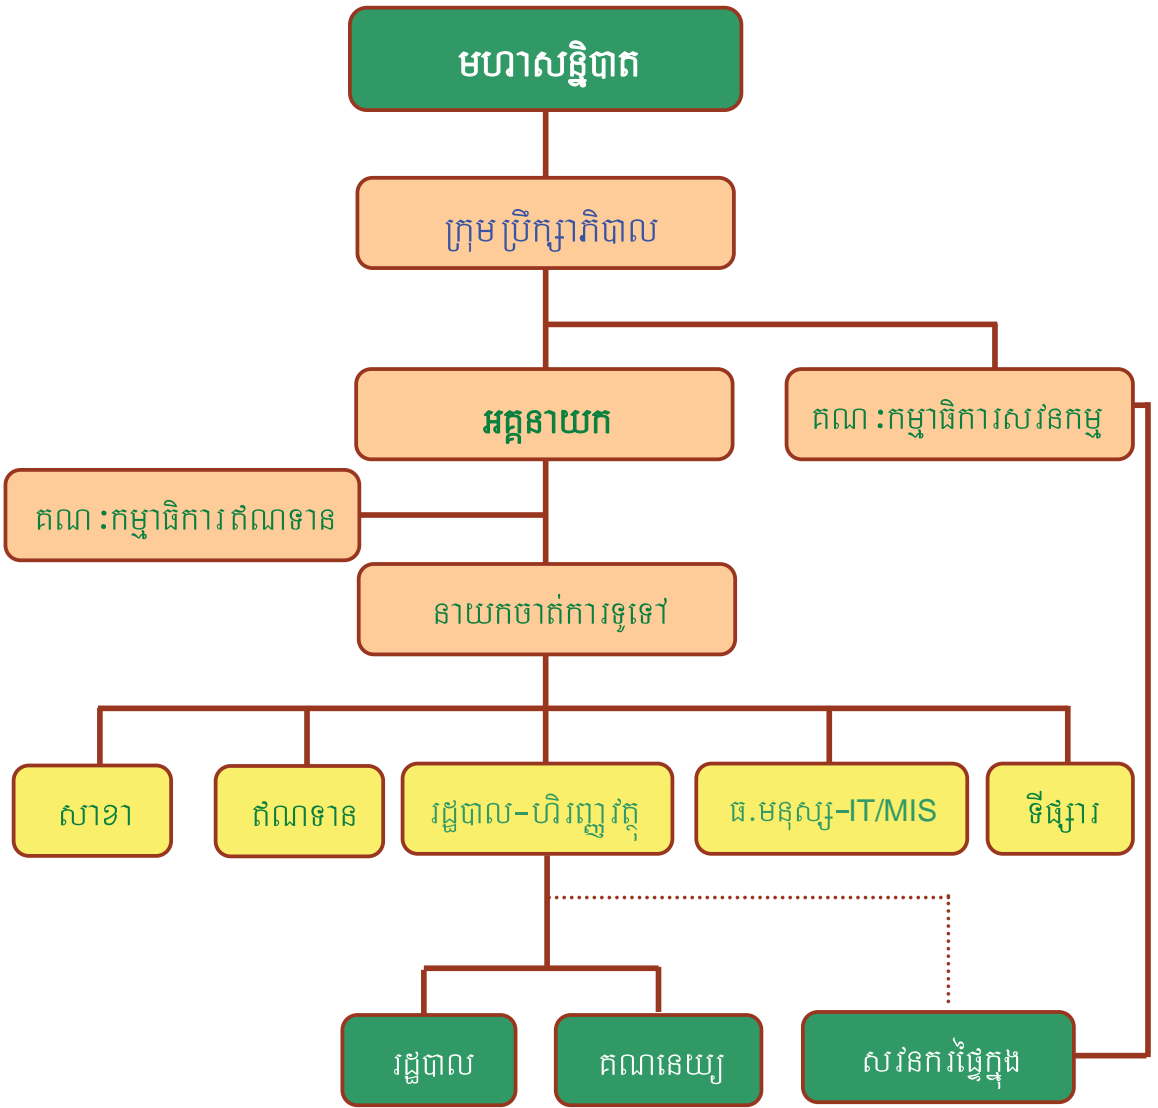 មហាសន្និបាត
ក្រុមប្រឹក្សាភិបាល
អគ្គនាយក
គណៈកម្មាធិការសវនកម្ម
គណៈកម្មាធិការឥណទាន
នាយកចាត់ការទូទៅ
សាខា
ឥណទាន
រដ្ឋបាល-ហិរញ្ញវត្ថុ
ធ.មនុស្ស-IT/MIS
ទីផ្សារ
រដ្ឋបាល
គណនេយ្យ
សវនករផ្ទៃក្នុង